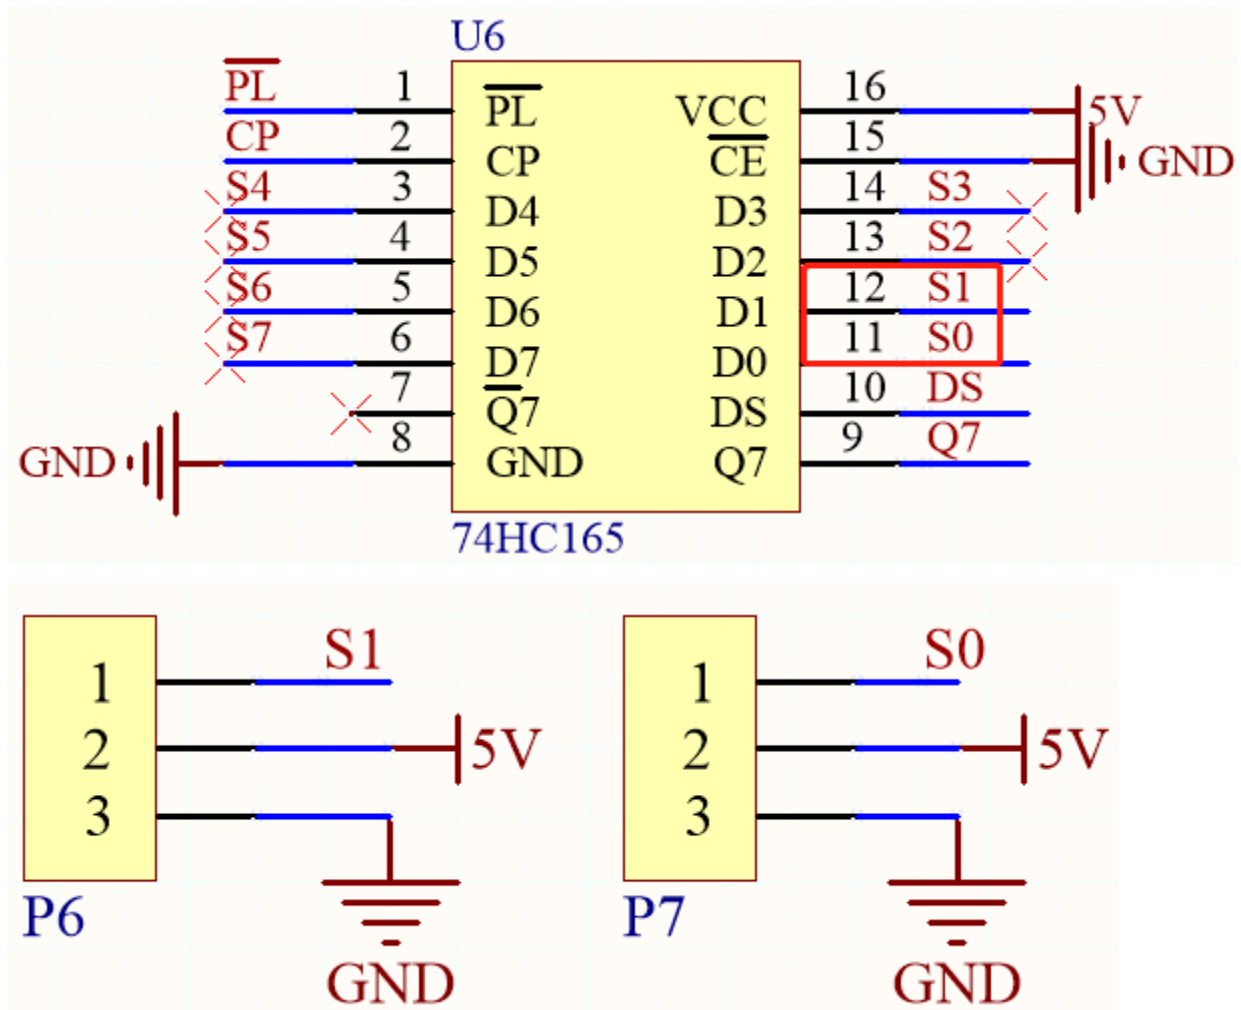 U6
PL 1 PL VCC 16 5V
CP 2 CP CE 15 GND
S4 3 D4 D3 14 S3
S5 4 D5 D2 13 S2
S6 5 D6 D1 12 S1
S7 6 D7 D0 11 S0
7 Q7 DS 10 DS
GND 8 GND Q7 9 Q7
74HC165
1 S1
2 5V
3
P6
GND
1 S0
2 5V
3
P7
GND